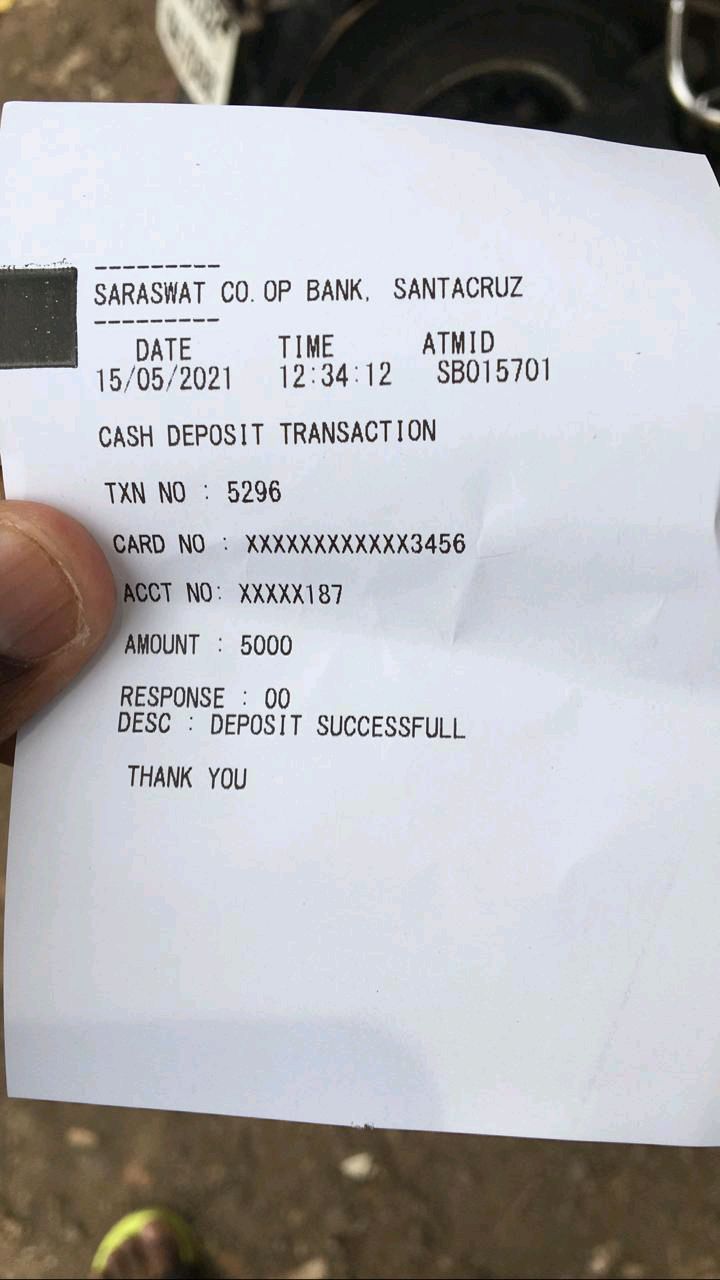 ----------
SARASWAT CO.OP BANK, SANTACRUZ
----------
DATE TIME ATMID
15/05/2021 12:34:12 SB015701
CASH DEPOSIT TRANSACTION
TXN NO : 5296
CARD NO : XXXXXXXXXXXX3456
ACCT NO: XXXXX187
AMOUNT : 5000
RESPONSE : 00
DESC : DEPOSIT SUCCESSFULL
THANK YOU